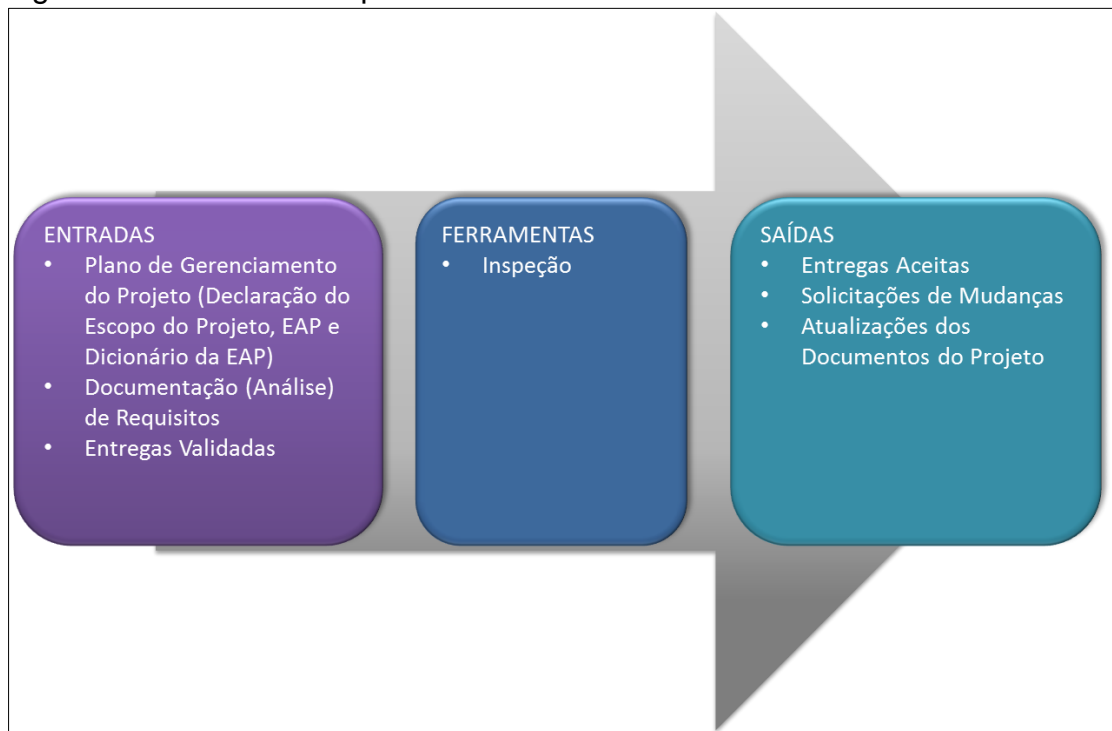 ENTRADAS
• Plano de Gerenciamento
do Projeto (Declaração do
Escopo do Projeto, EAP e
Dicionário da EAP)
• Documentação (Análise)
de Requisitos
• Entregas Validadas
FERRAMENTAS
• Inspeção
SAÍDAS
• Entregas Aceitas
• Solicitações de Mudanças
• Atualizações dos
Documentos do Projeto